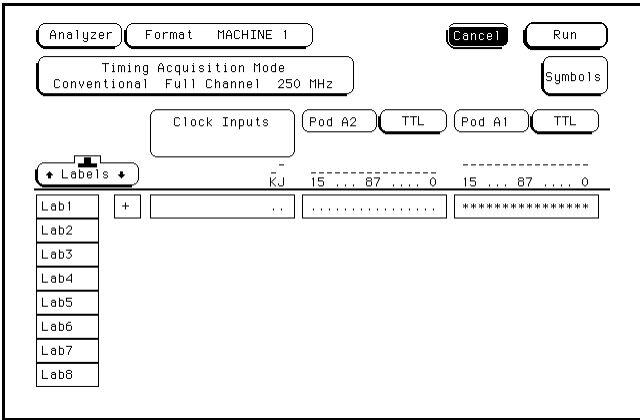 Analyzer Format MACHINE 1 Cancel Run
Timing Acquisition Mode
Conventional Full Channel 250 MHz
Symbols
Clock Inputs Pod A2 TTL Pod A1 TTL
↑ Labels ↓
KJ 15 ... 87 .... 0 15 ... 87 .... 0
Lab1 + .. ................ ****************
Lab2
Lab3
Lab4
Lab5
Lab6
Lab7
Lab8